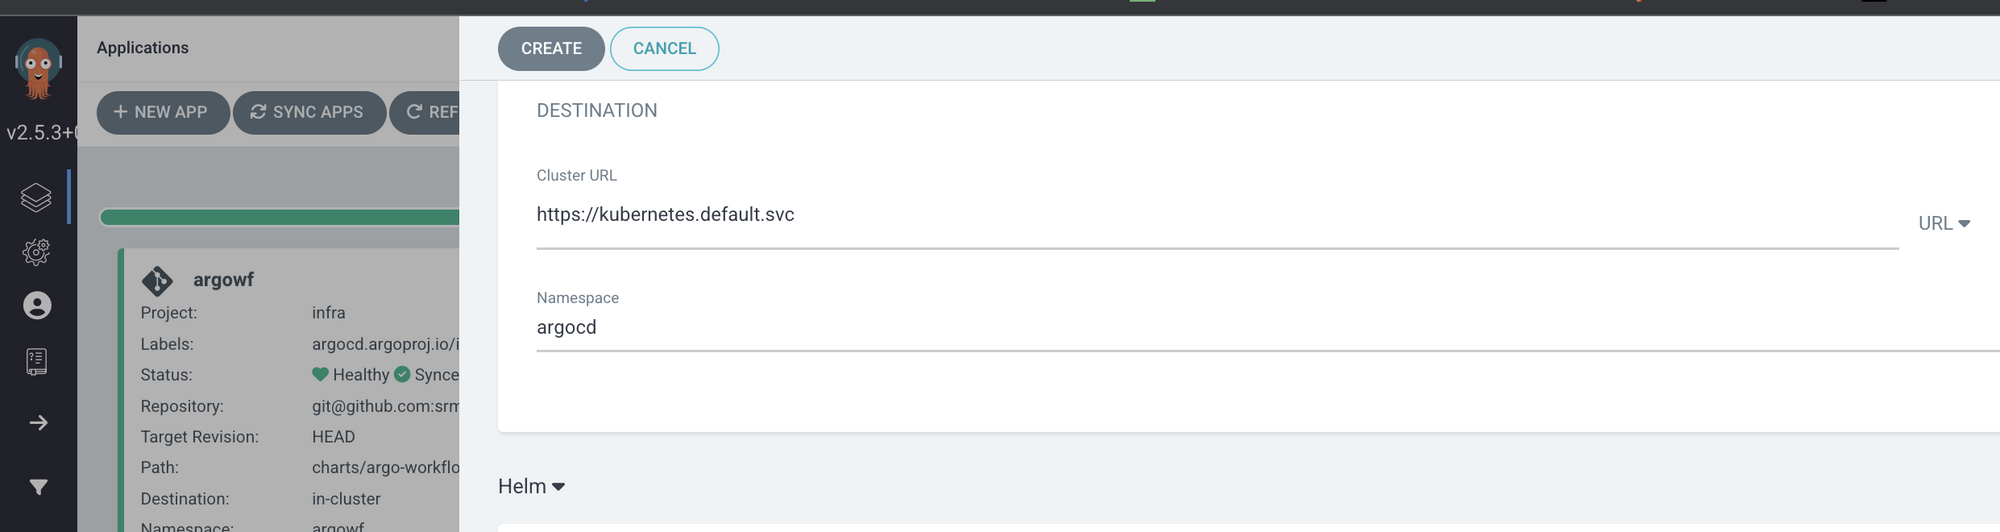 Applications
CREATE
CANCEL
NEW APP
SYNC APPS
REF
v2.5.3+
DESTINATION
Cluster URL
https://kubernetes.default.svc
URL
Namespace
argocd
argowf
Project: infra
Labels: argocd.argoproj.io/i
Status: Healthy Synce
Repository: git@github.com:srm
Target Revision: HEAD
Path: charts/argo-workflo
Destination: in-cluster
Namespace: argowf
Helm